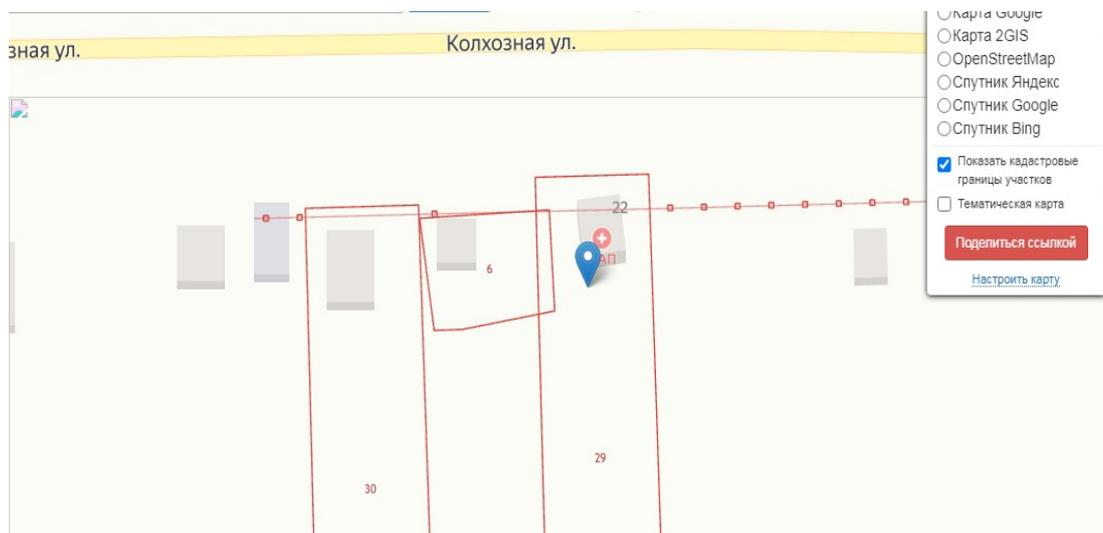 зная ул.
Колхозная ул.
Карта Google
Карта 2GIS
OpenStreetMap
Спутник Яндекс
Спутник Google
Спутник Bing
Показать кадастровые
границы участков
Тематическая карта
Поделиться ссылкой
Настроить карту
22
АП
6
29
30